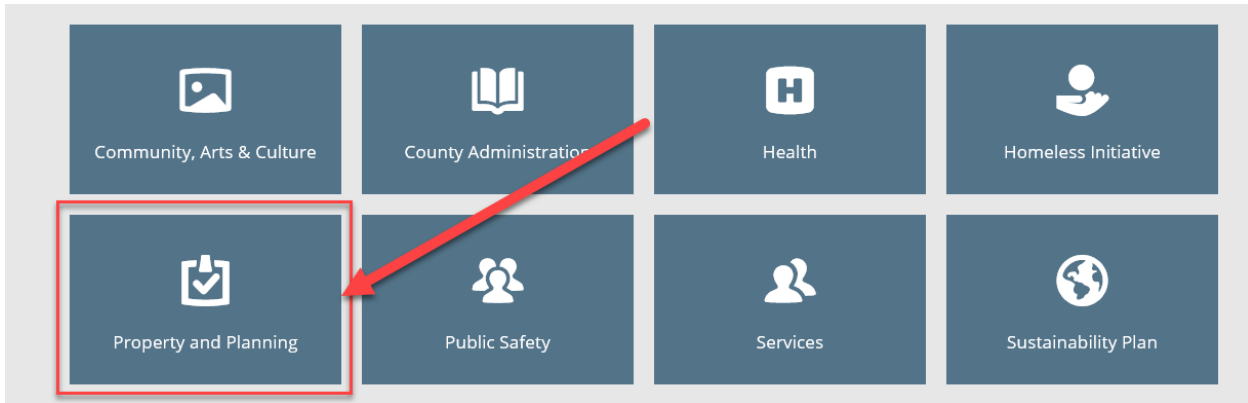 Community, Arts & Culture
County Administration
Health
Homeless Initiative
Property and Planning
Public Safety
Services
Sustainability Plan